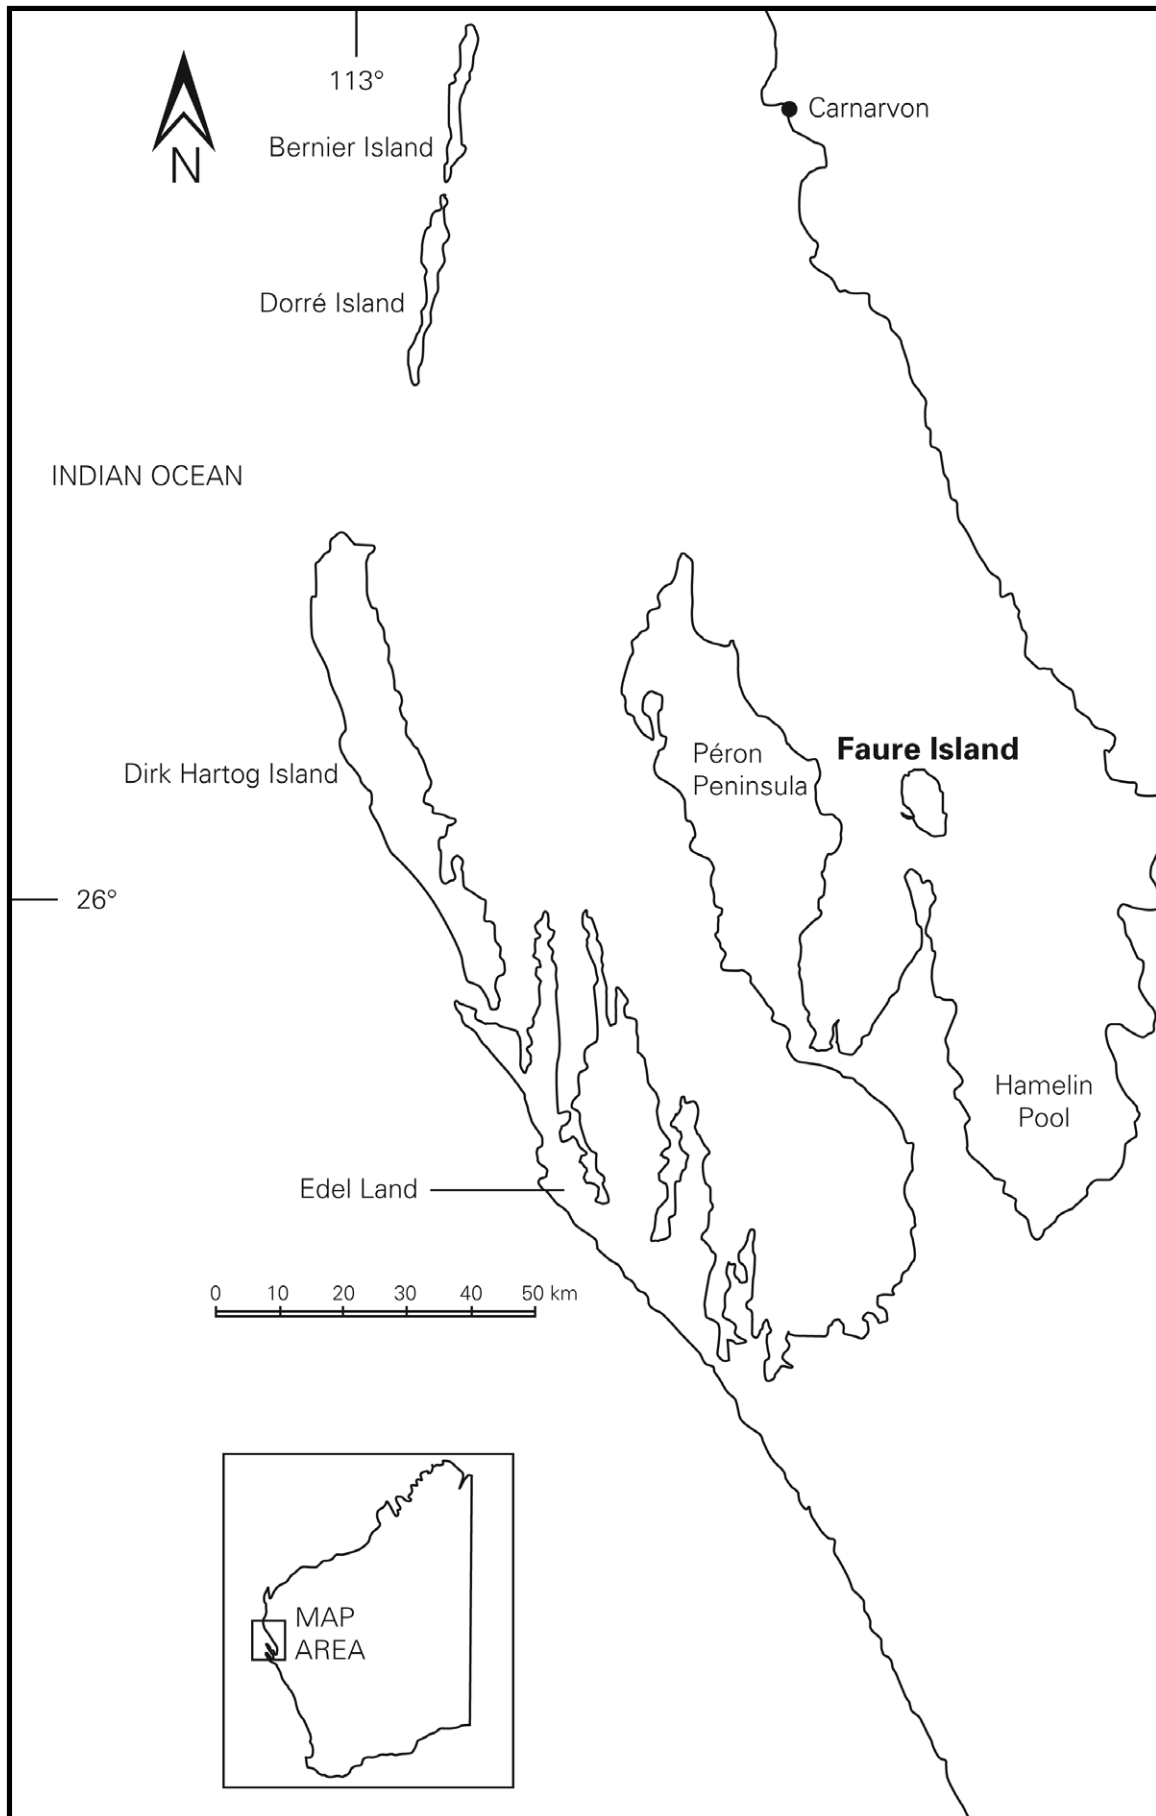 113°
Carnarvon
N
Bernier Island
Dorré Island
INDIAN OCEAN
Faure Island
Péron
Peninsula
Dirk Hartog Island
26°
Hamelin
Pool
Edel Land
0 10 20 30 40 50 km
MAP
AREA